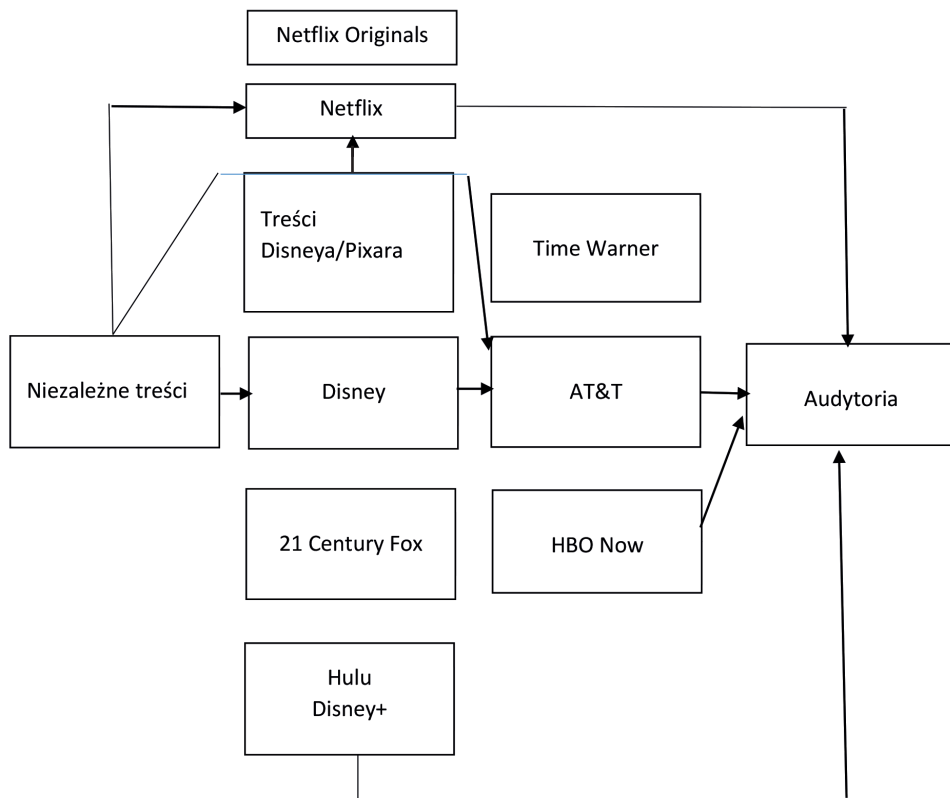 Netflix Originals
Netflix
Treści
Disneya/Pixara
Time Warner
Niezależne treści
Disney
AT&T
Audytoria
21 Century Fox
HBO Now
Hulu
Disney+